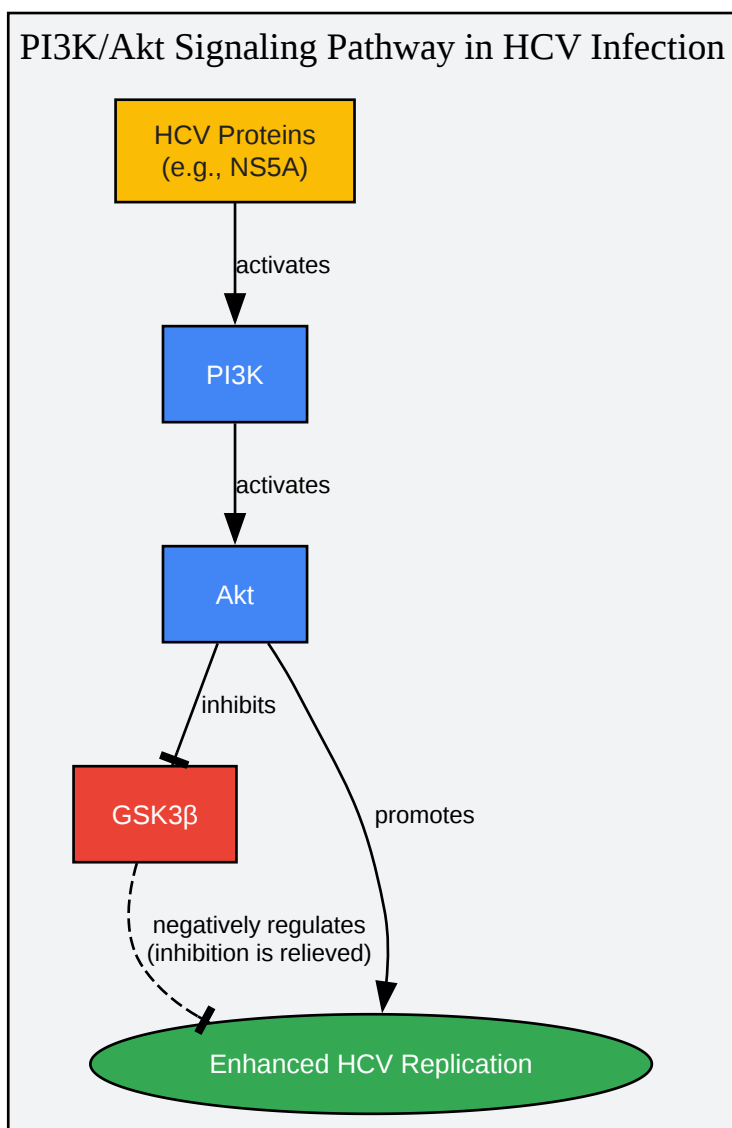 PI3K/Akt Signaling Pathway in HCV Infection
HCV Proteins
(e.g., NS5A)
activates
PI3K
activates
Akt
inhibits
GSK3β
promotes
negatively regulates
(inhibition is relieved)
Enhanced HCV Replication